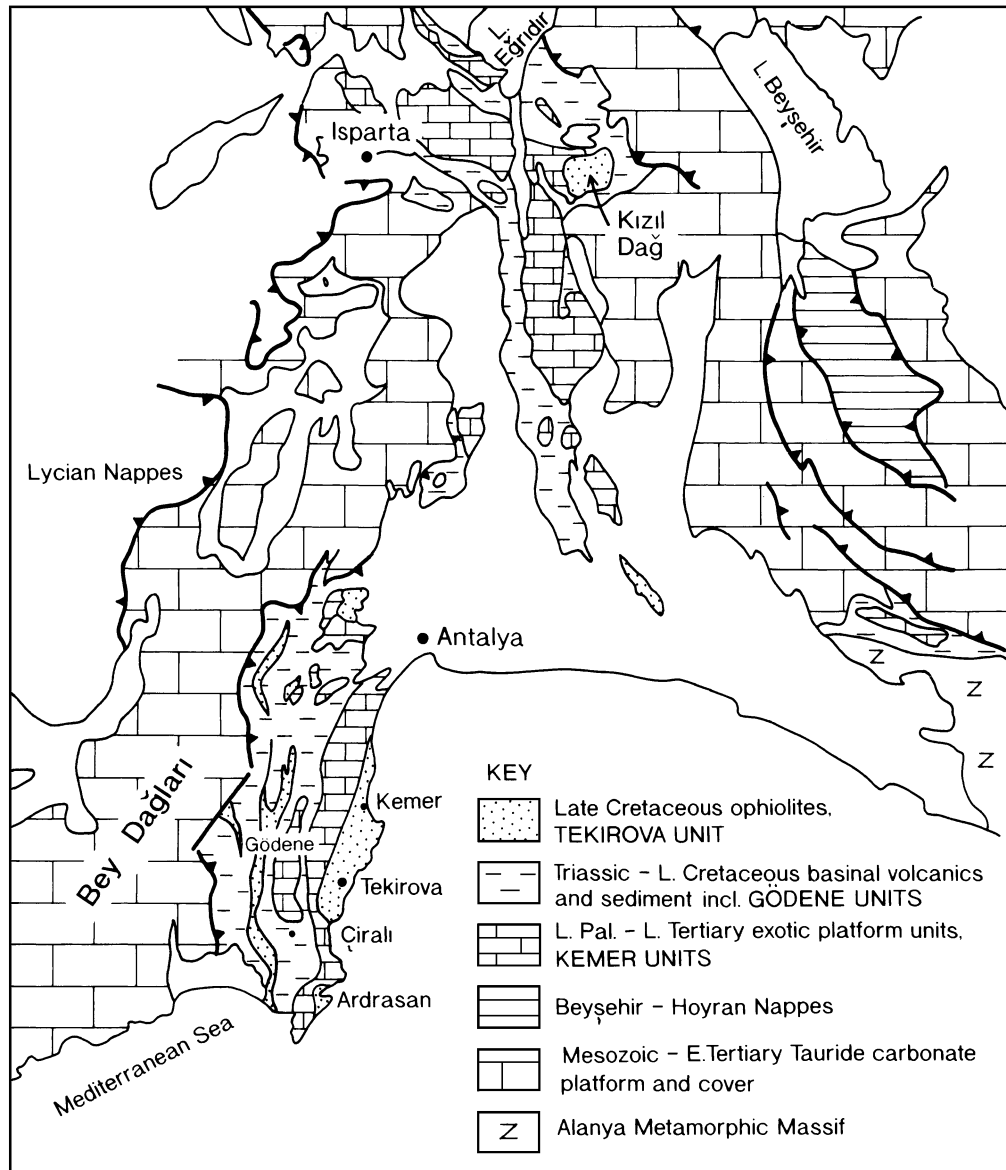 L. Eğrıdır
L. Beyşehir
Isparta
Kızıl
Dağ
Lycian Nappes
Antalya
Bey Dağları
Kemer
Gödene
Tekirova
Çıralı
Ardrasan
Mediterranean Sea
KEY
Late Cretaceous ophiolites,
TEKIROVA UNIT
Triassic – L. Cretaceous basinal volcanics
and sediment incl. GÖDENE UNITS
L. Pal. – L. Tertiary exotic platform units,
KEMER UNITS
Beyşehir – Hoyran Nappes
Mesozoic – E.Tertiary Tauride carbonate
platform and cover
Z Alanya Metamorphic Massif
Z
Z
Z